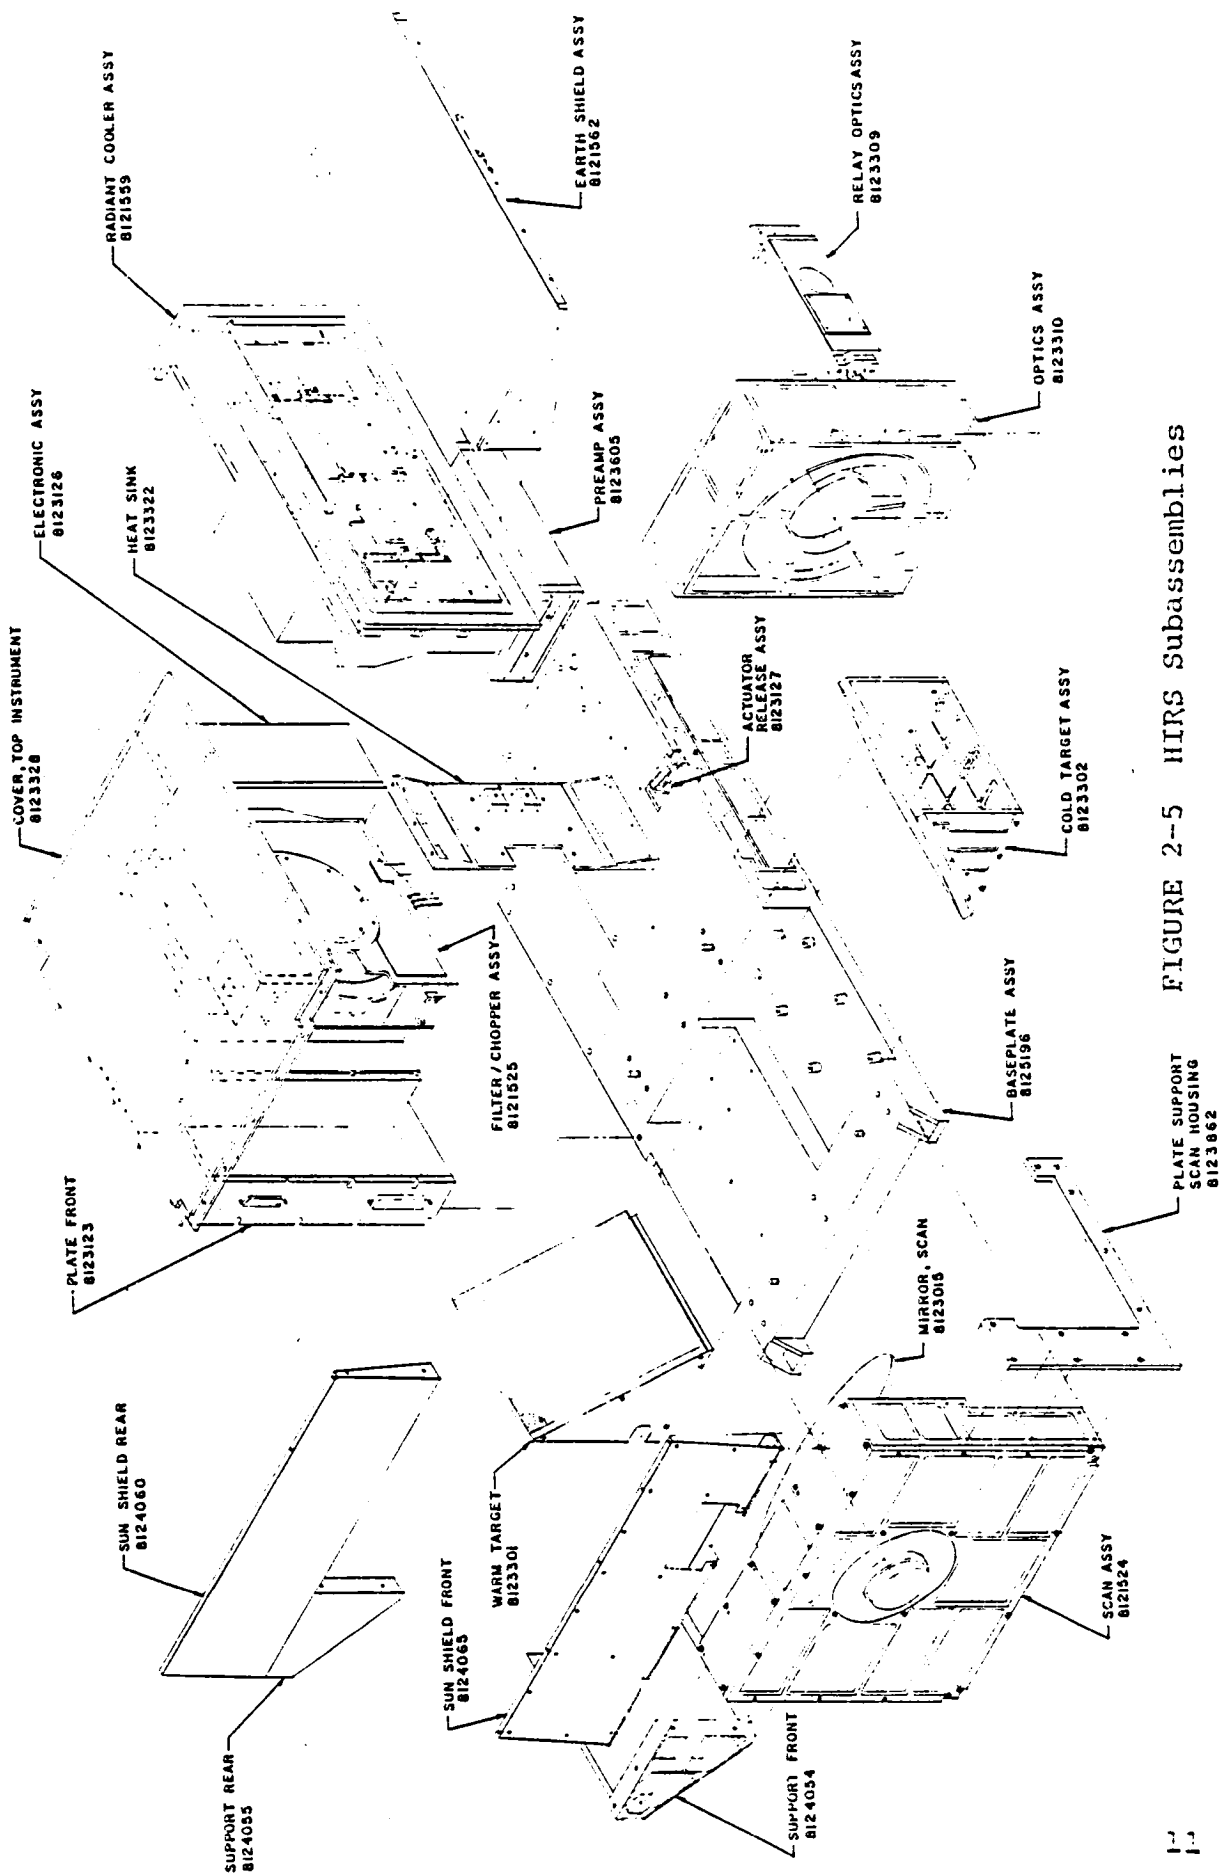 COVER, TOP INSTRUMENT
8123328
ELECTRONIC ASSY
8123126
HEAT SINK
8123322
RADIANT COOLER ASSY
8121559
PLATE FRONT
8123123
SUN SHIELD REAR
8124060
SUPPORT REAR
8124055
FILTER/CHOPPER ASSY
8121525
PREAMP ASSY
8123605
EARTH SHIELD ASSY
8121562
WARM TARGET
8123301
SUN SHIELD FRONT
8124065
ACTUATOR
RELEASE ASSY
8123127
RELAY OPTICS ASSY
8123309
SUPPORT FRONT
8124054
MIRROR, SCAN
8123015
BASEPLATE ASSY
8125196
COLD TARGET ASSY
8123302
OPTICS ASSY
8123310
SCAN ASSY
8121524
PLATE SUPPORT
SCAN HOUSING
8123862
FIGURE 2-5 HIRS Subassemblies